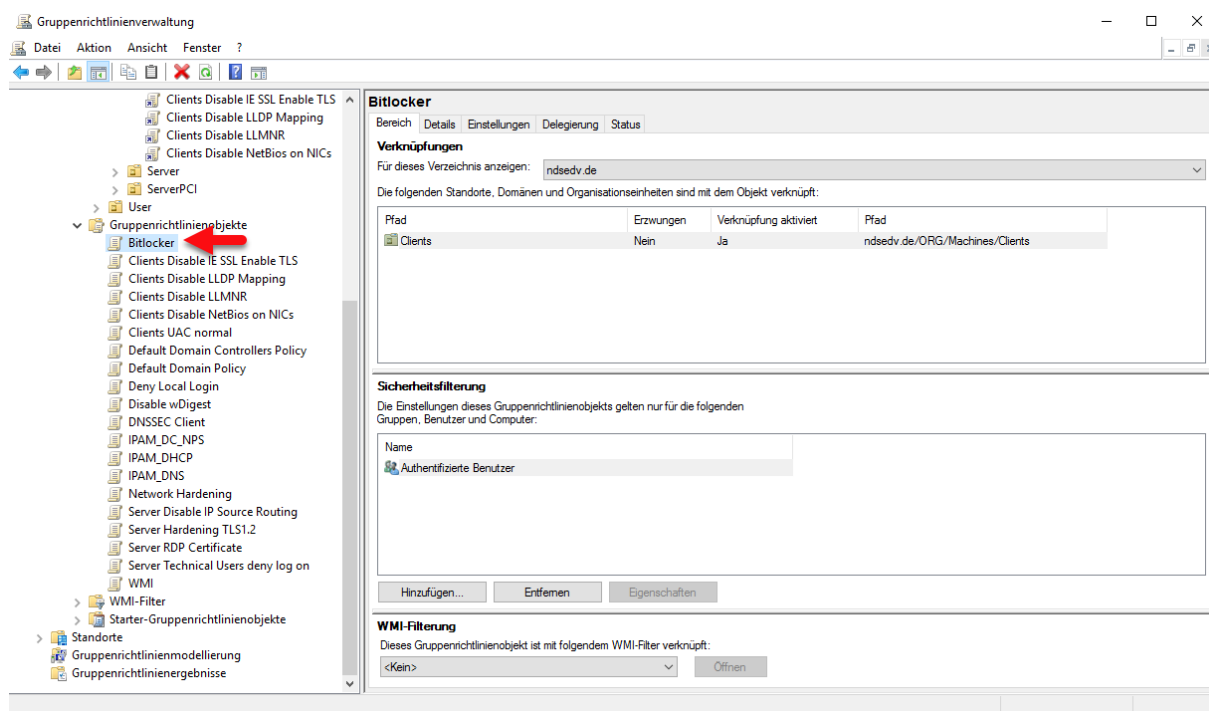 Gruppenrichtlinienverwaltung
Datei Aktion Ansicht Fenster ?
Clients Disable IE SSL Enable TLS
Clients Disable LLDP Mapping
Clients Disable LLMNR
Clients Disable NetBios on NICs
Server
ServerPCI
User
Gruppenrichtlinienobjekte
Bitlocker
Clients Disable IE SSL Enable TLS
Clients Disable LLDP Mapping
Clients Disable LLMNR
Clients Disable NetBios on NICs
Clients UAC normal
Default Domain Controllers Policy
Default Domain Policy
Deny Local Login
Disable wDigest
DNSSEC Client
IPAM_DC_NPS
IPAM_DHCP
IPAM_DNS
Network Hardening
Server Disable IP Source Routing
Server Hardening TLS1.2
Server RDP Certificate
Server Technical Users deny log on
WMI
WMI-Filter
Starter-Gruppenrichtlinienobjekte
Standorte
Gruppenrichtlinienmodellierung
Gruppenrichtlinienergebnisse
Bitlocker
Bereich Details Einstellungen Delegierung Status
Verknüpfungen
Für dieses Verzeichnis anzeigen: ndsedv.de
Die folgenden Standorte, Domänen und Organisationseinheiten sind mit dem Objekt verknüpft:
Pfad Erzwungen Verknüpfung aktiviert Pfad
Clients Nein Ja ndsedv.de/ORG/Machines/Clients
Sicherheitsfilterung
Die Einstellungen dieses Gruppenrichtlinienobjekts gelten nur für die folgenden
Gruppen, Benutzer und Computer:
Name
Authentifizierte Benutzer
Hinzufügen... Entfernen Eigenschaften
WMI-Filterung
Dieses Gruppenrichtlinienobjekt ist mit folgendem WMI-Filter verknüpft:
<Kein> Öffnen